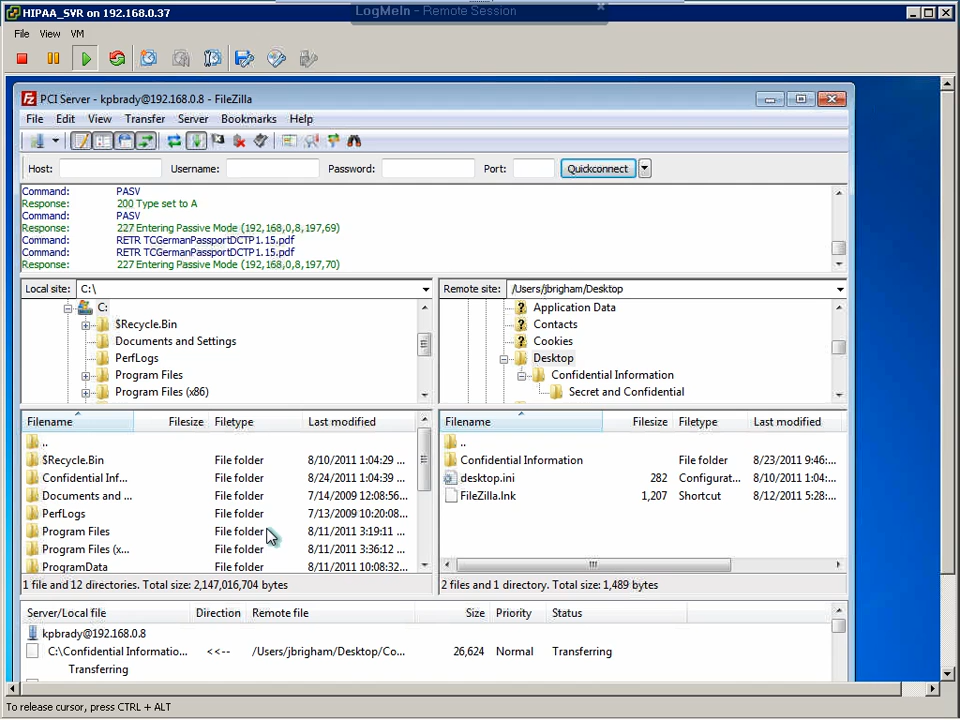 HIPAA_SVR on 192.168.0.37
LogMeIn - Remote Session
File View VM
PCI Server - kpbrady@192.168.0.8 - FileZilla
File Edit View Transfer Server Bookmarks Help
Host: Username: Password: Port: Quickconnect
Command: PASV
Response: 200 Type set to A
Command: PASV
Response: 227 Entering Passive Mode (192,168,0,8,197,69)
Command: RETR TCGermanPassportDCTP1.15.pdf
Command: RETR TCGermanPassportDCTP1.15.pdf
Response: 227 Entering Passive Mode (192,168,0,8,197,70)
Local site: C:\
C:
$Recycle.Bin
Documents and Settings
PerfLogs
Program Files
Program Files (x86)
Remote site: /Users/jbrigham/Desktop
Application Data
Contacts
Cookies
Desktop
Confidential Information
Secret and Confidential
Filename Filesize Filetype Last modified
..
$Recycle.Bin File folder 8/10/2011 1:04:29 ...
Confidential Inf... File folder 8/24/2011 4:04:39 ...
Documents and ... File folder 7/14/2009 12:08:56...
PerfLogs File folder 7/13/2009 10:20:08...
Program Files File folder 8/11/2011 3:19:11 ...
Program Files (x... File folder 8/11/2011 3:36:12 ...
ProgramData File folder 8/11/2011 10:08:32...
1 file and 12 directories. Total size: 2,147,016,704 bytes
Filename Filesize Filetype Last modified
..
Confidential Information File folder 8/23/2011 9:46:...
desktop.ini 282 Configurat... 8/10/2011 1:04:...
FileZilla.lnk 1,207 Shortcut 8/12/2011 5:28:...
2 files and 1 directory. Total size: 1,489 bytes
Server/Local file Direction Remote file Size Priority Status
kpbrady@192.168.0.8
C:\Confidential Informatio... <<-- /Users/jbrigham/Desktop/Co... 26,624 Normal Transferring
Transferring
To release cursor, press CTRL + ALT